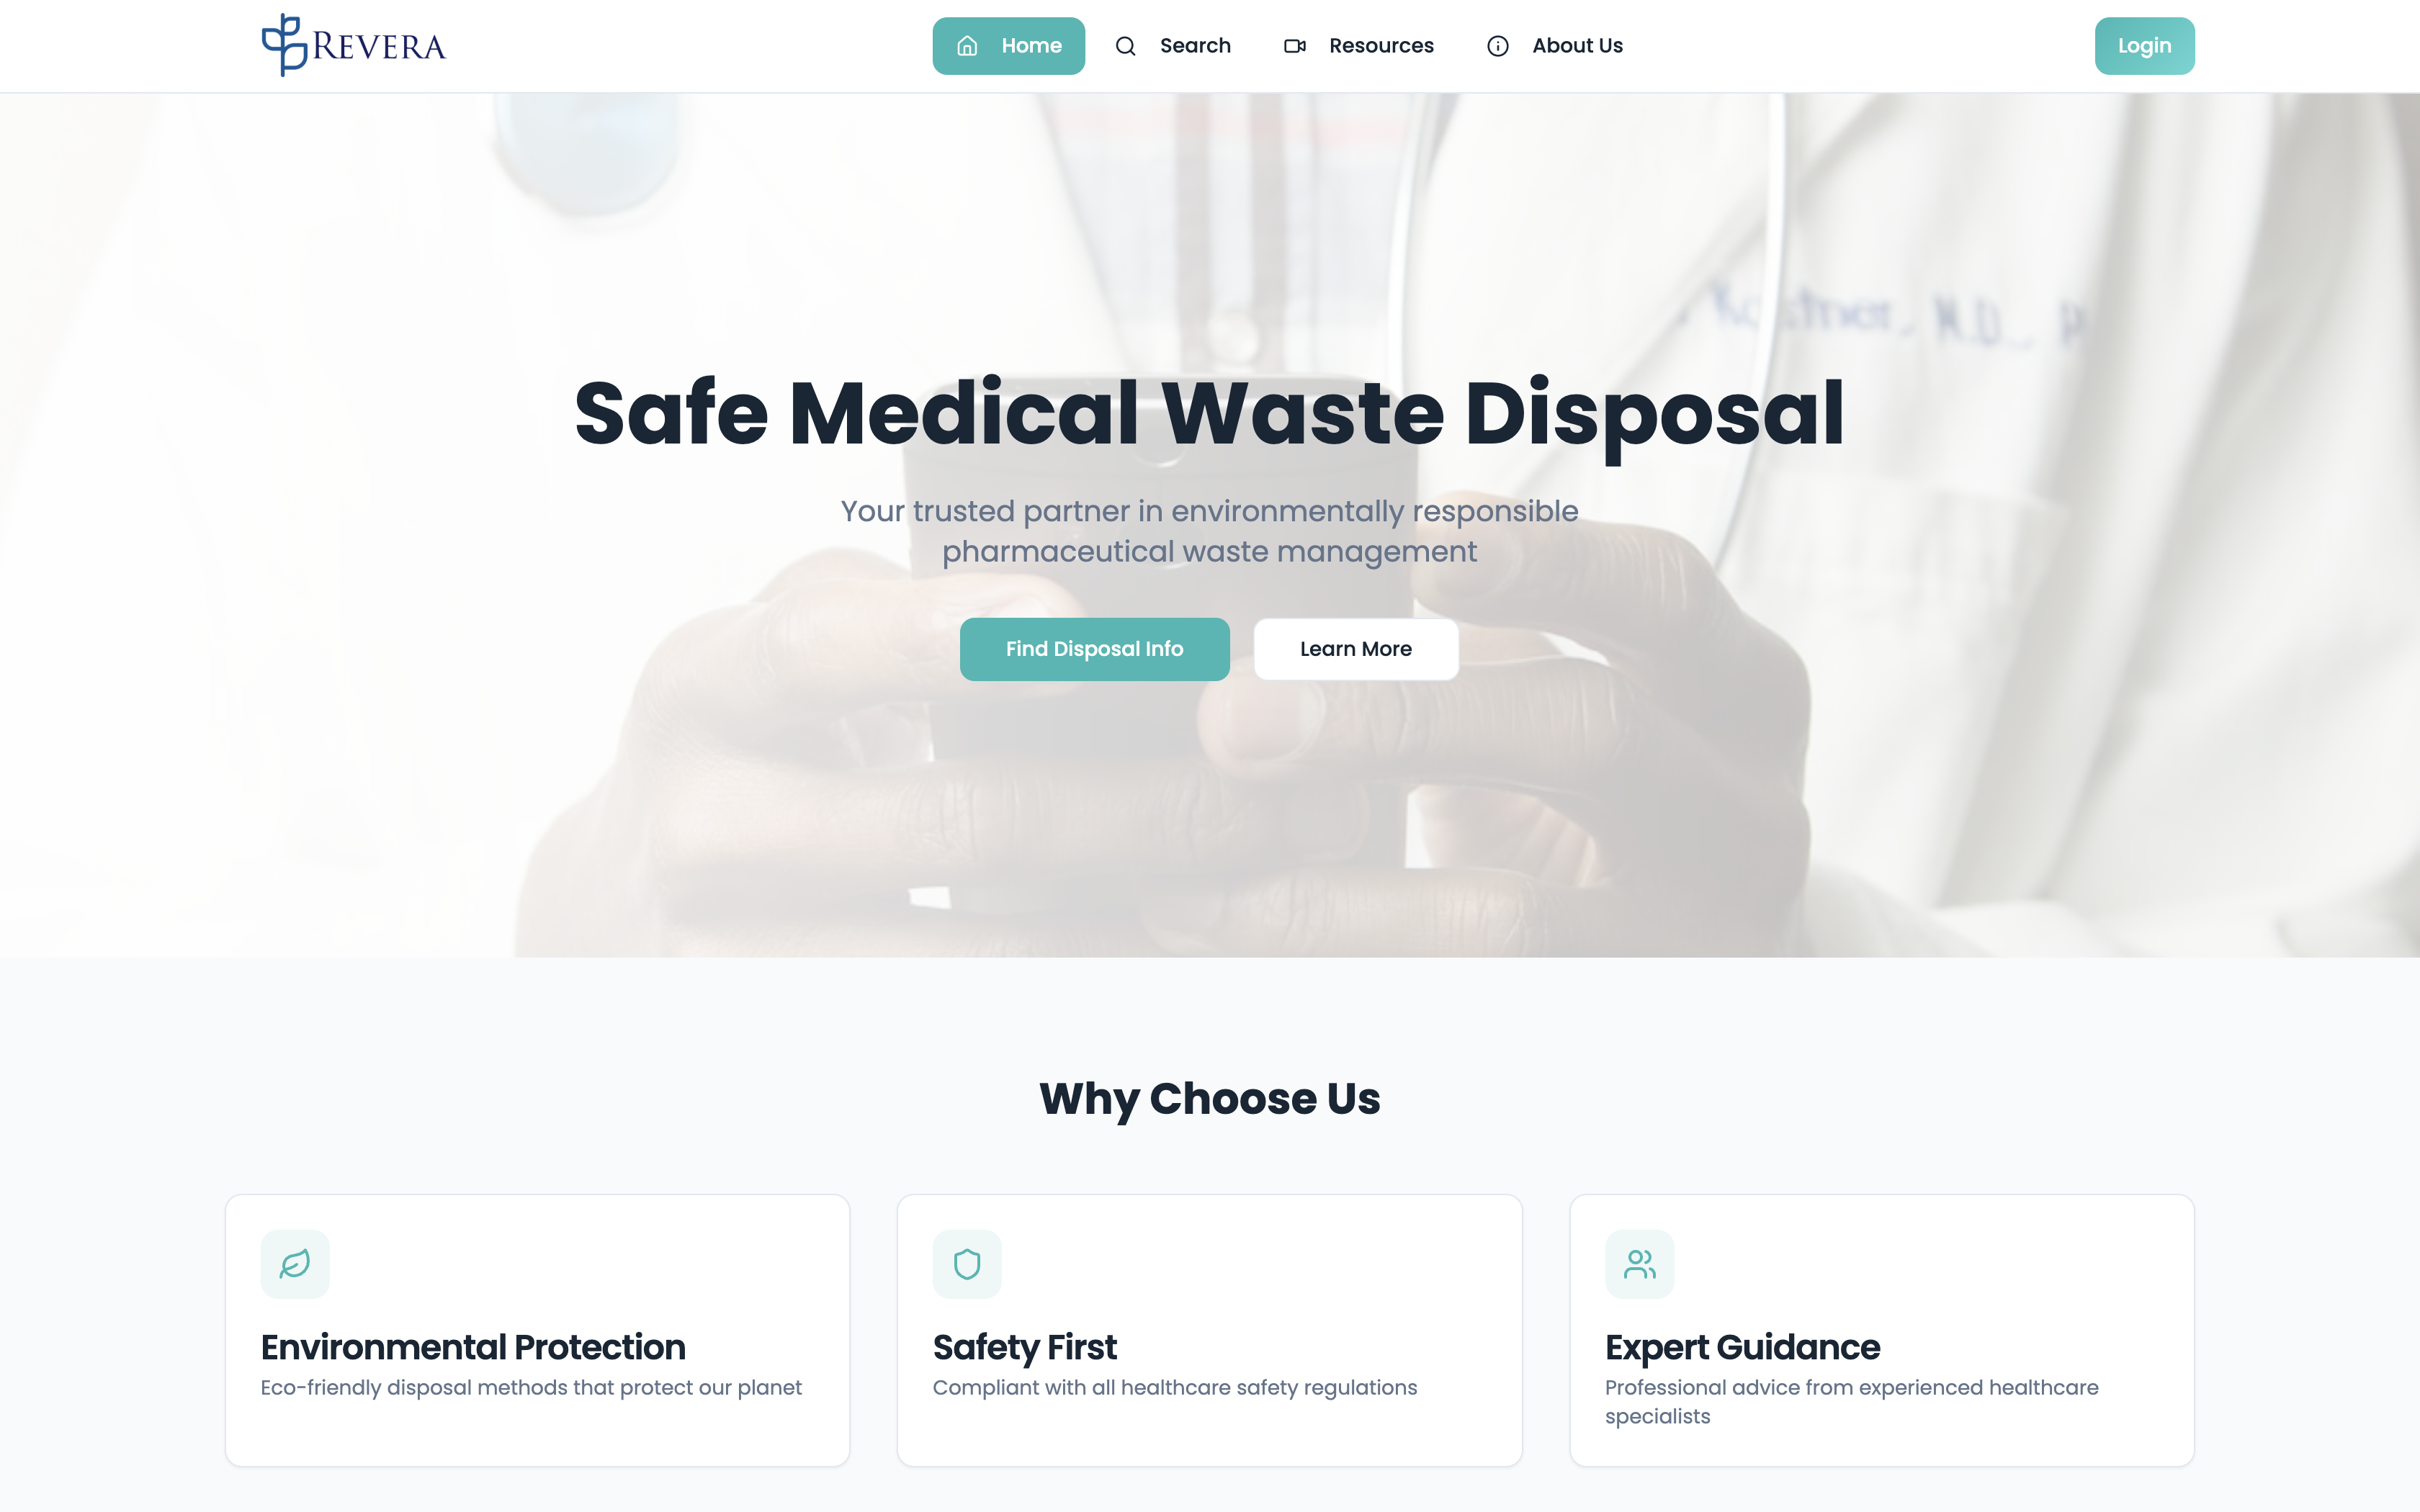 REVERA
Home
Search
Resources
About Us
Login
Kostner, M.D.,
Safe Medical Waste Disposal
Your trusted partner in environmentally responsible
pharmaceutical waste management
Find Disposal Info
Learn More
Why Choose Us
Environmental Protection
Eco-friendly disposal methods that protect our planet
Safety First
Compliant with all healthcare safety regulations
Expert Guidance
Professional advice from experienced healthcare
specialists